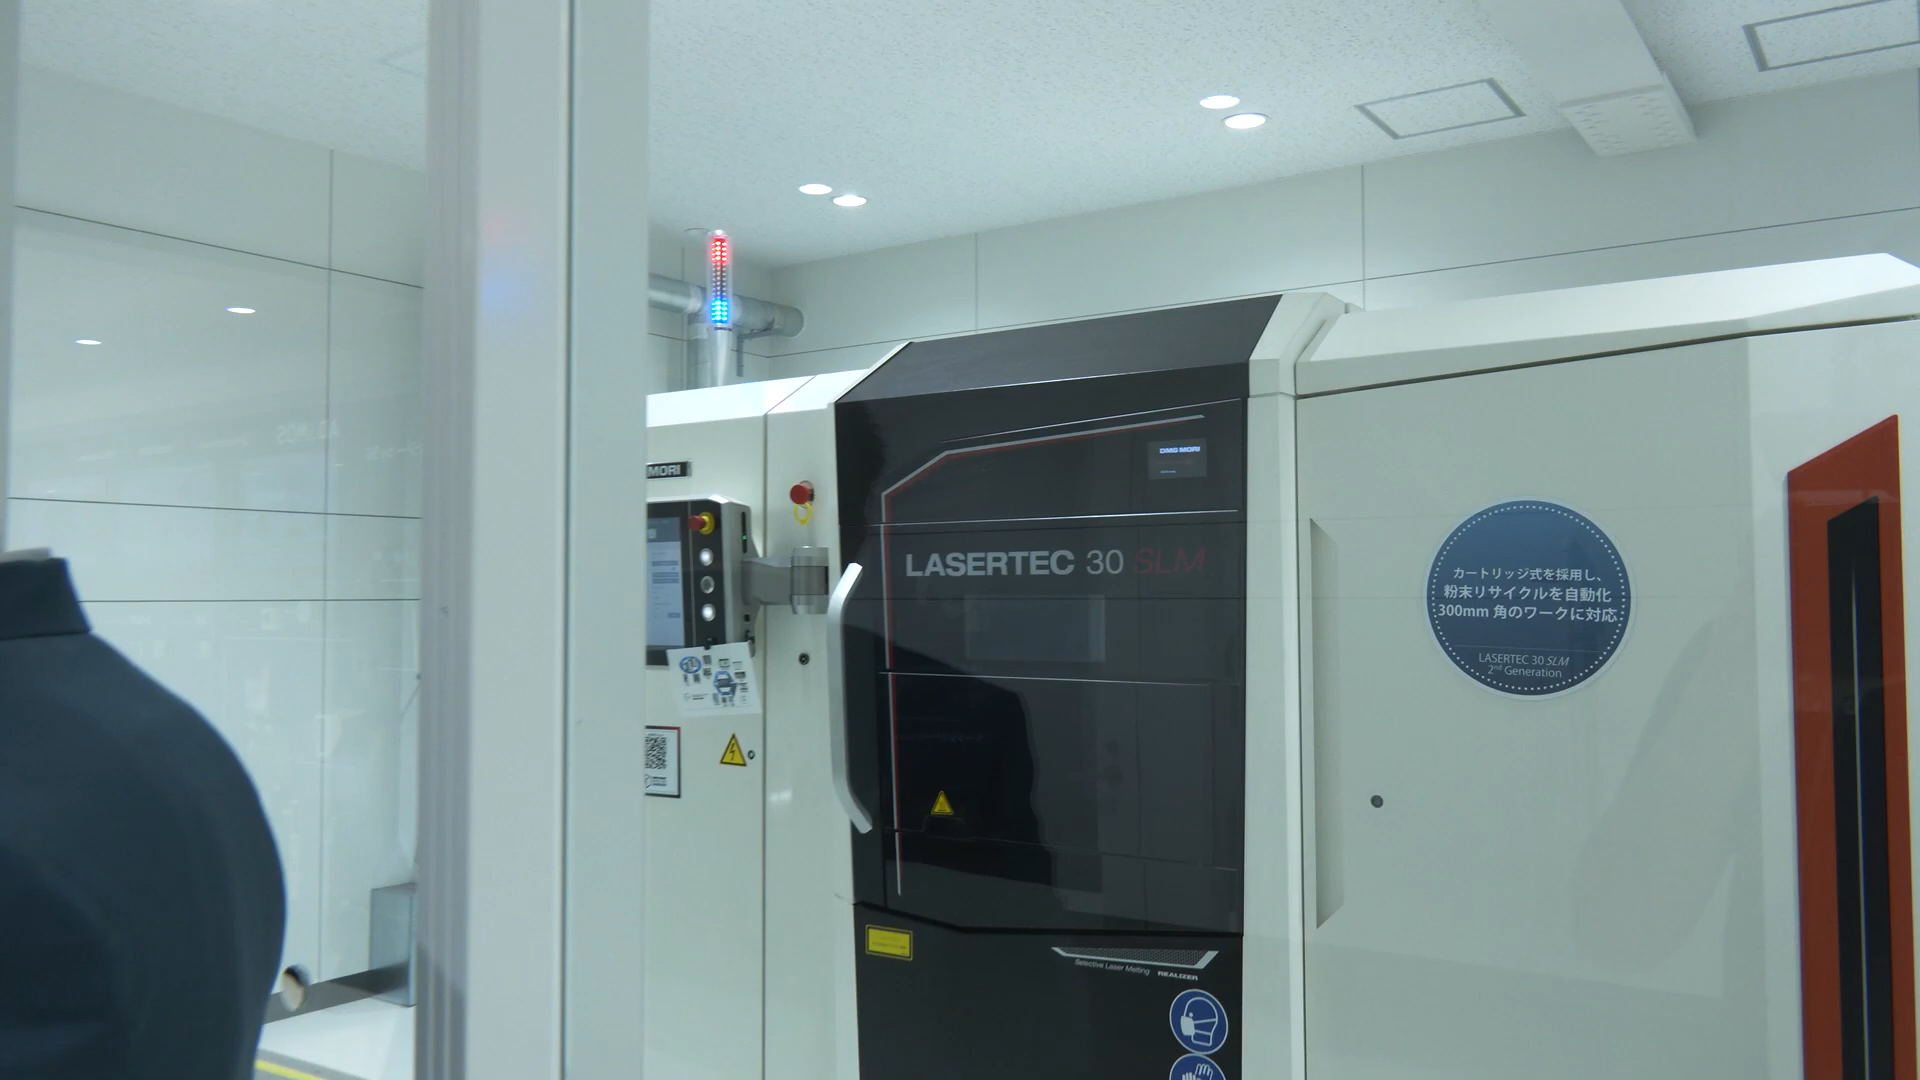 MORI
DMG MORI
LASERTEC 30 SLM
カートリッジ式を採用し、
粉末リサイクルを自動化
300mm 角のワークに対応
LASERTEC 30 SLM
2nd Generation
Selective Laser Melting REALIZER